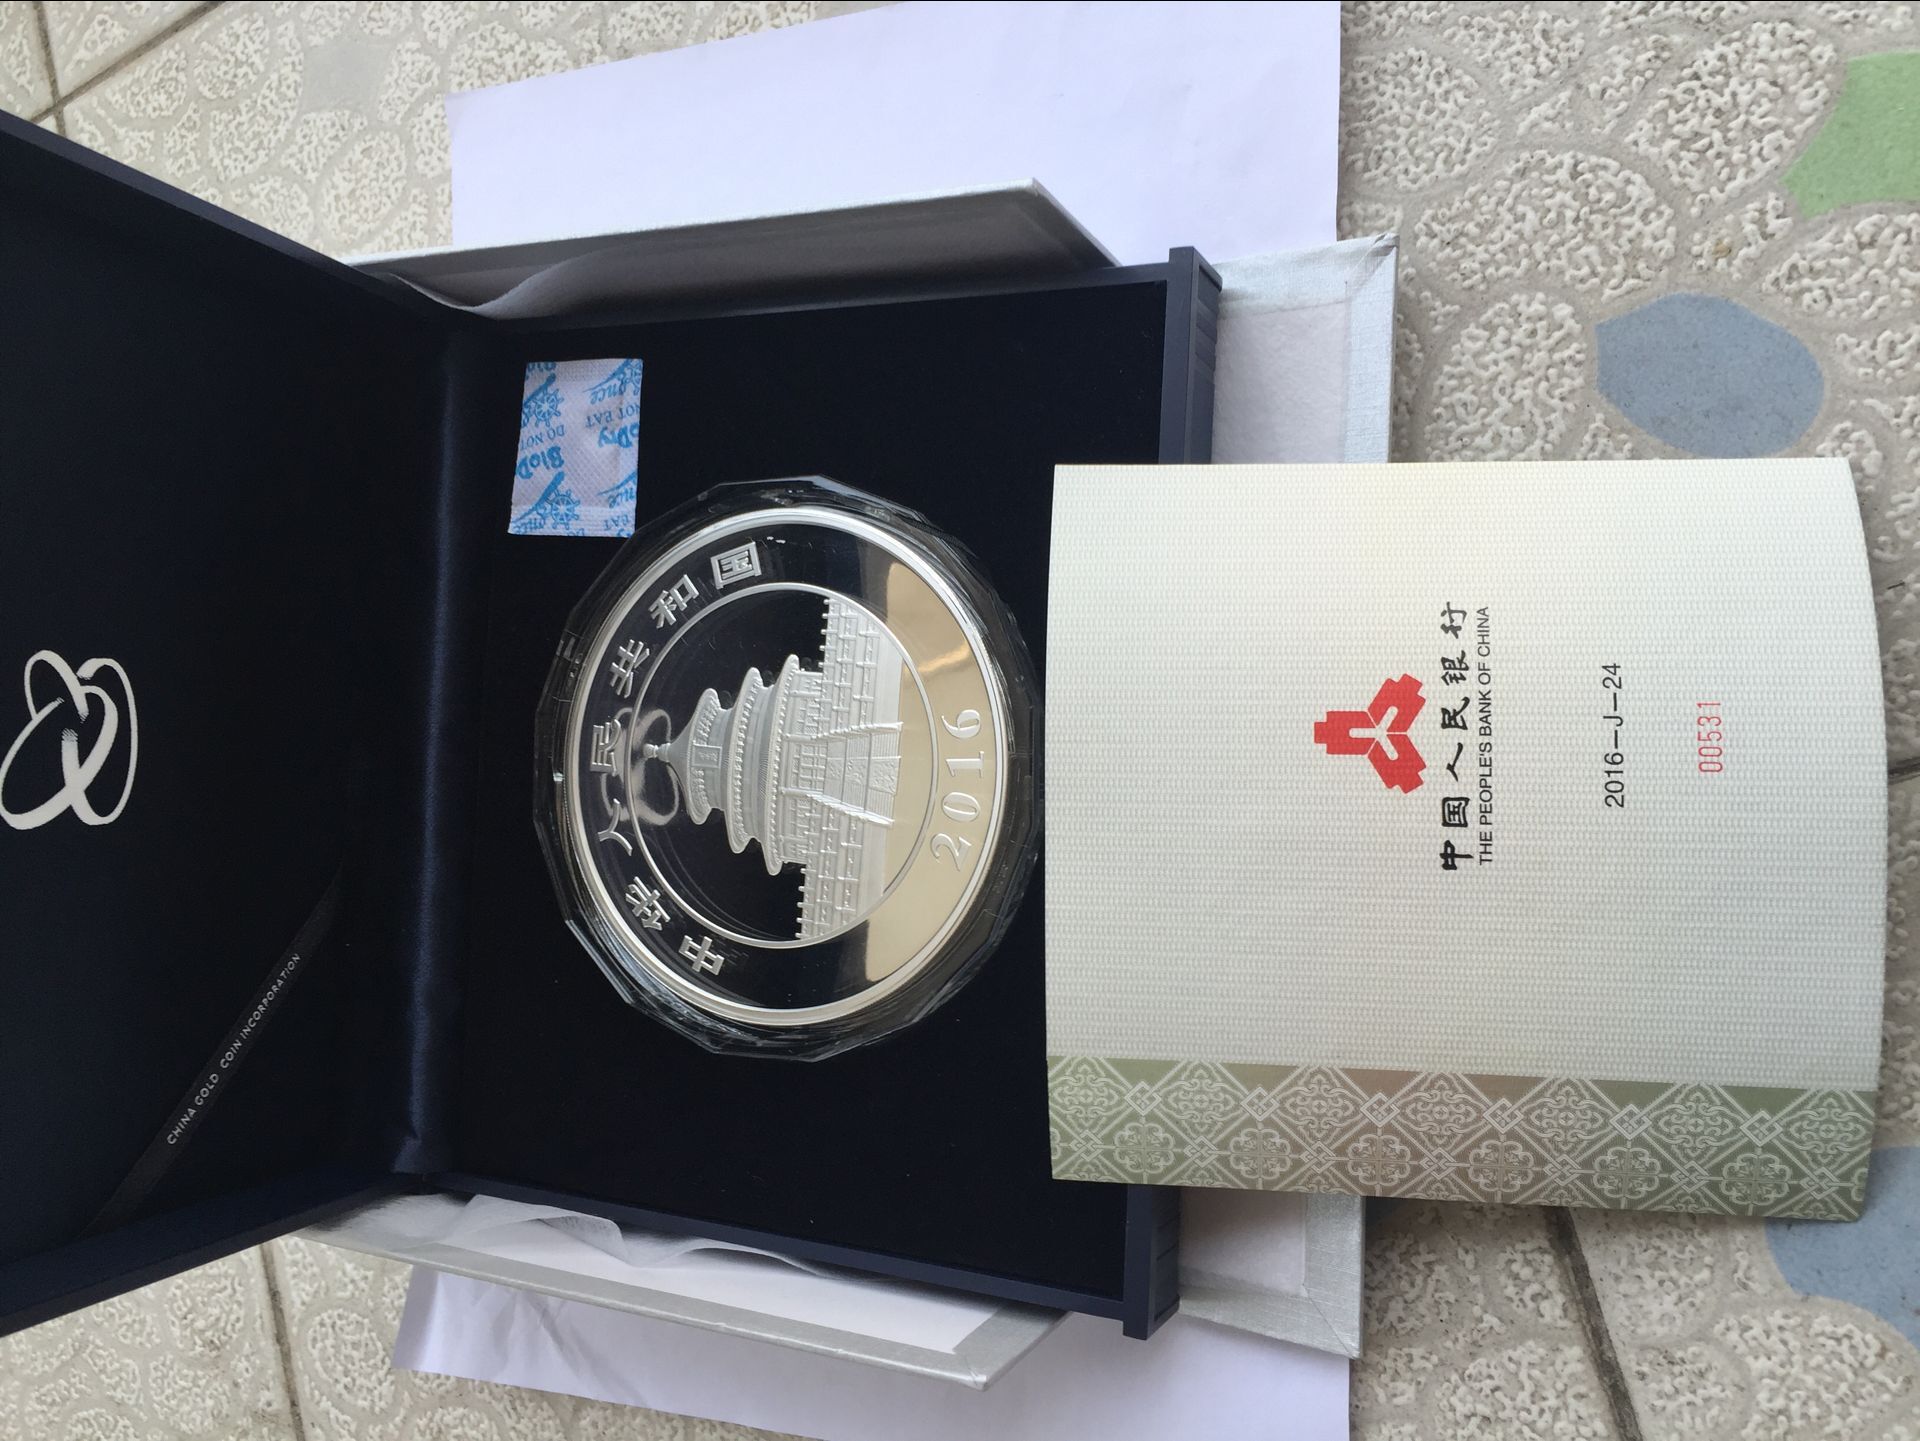 CHINA GOLD COIN INCORPORATION
中华人民共和国
2016
中国人民银行
THE PEOPLE'S BANK OF CHINA
2016-J-24
00531
DO NOT
NOT EAT